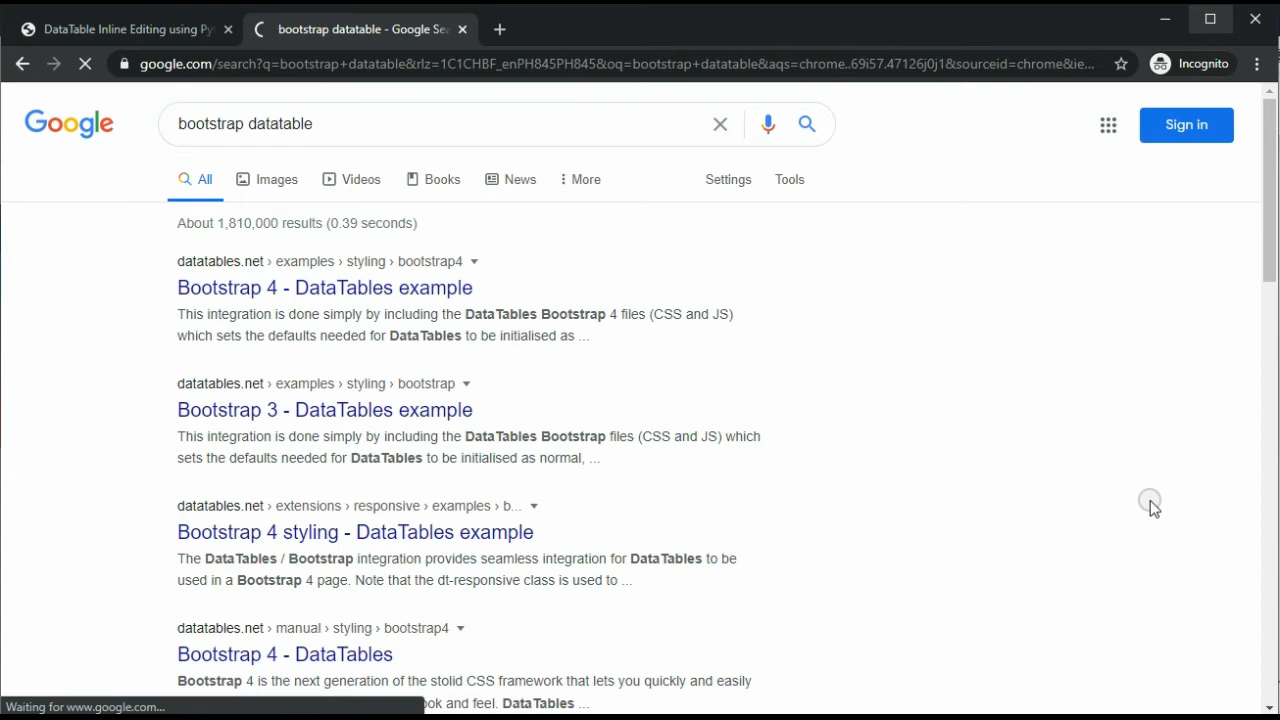 DataTable Inline Editing using Py
bootstrap datatable - Google Se
google.com/search?q=bootstrap+datatable&rlz=1C1CHBF_enPH845PH845&oq=bootstrap+datatable&aqs=chrome..69i57.47126j0j1&sourceid=chrome&ie...
Incognito
Google
bootstrap datatable
Sign in
All
Images
Videos
Books
News
More
Settings
Tools
About 1,810,000 results (0.39 seconds)
datatables.net › examples › styling › bootstrap4
Bootstrap 4 - DataTables example
This integration is done simply by including the DataTables Bootstrap 4 files (CSS and JS)
which sets the defaults needed for DataTables to be initialised as ...
datatables.net › examples › styling › bootstrap
Bootstrap 3 - DataTables example
This integration is done simply by including the DataTables Bootstrap files (CSS and JS) which
sets the defaults needed for DataTables to be initialised as normal, ...
datatables.net › extensions › responsive › examples › b...
Bootstrap 4 styling - DataTables example
The DataTables / Bootstrap integration provides seamless integration for DataTables to be
used in a Bootstrap 4 page. Note that the dt-responsive class is used to ...
datatables.net › manual › styling › bootstrap4
Bootstrap 4 - DataTables
Bootstrap 4 is the next generation of the stolid CSS framework that lets you quickly and easily
and feel. DataTables ...
Waiting for www.google.com...